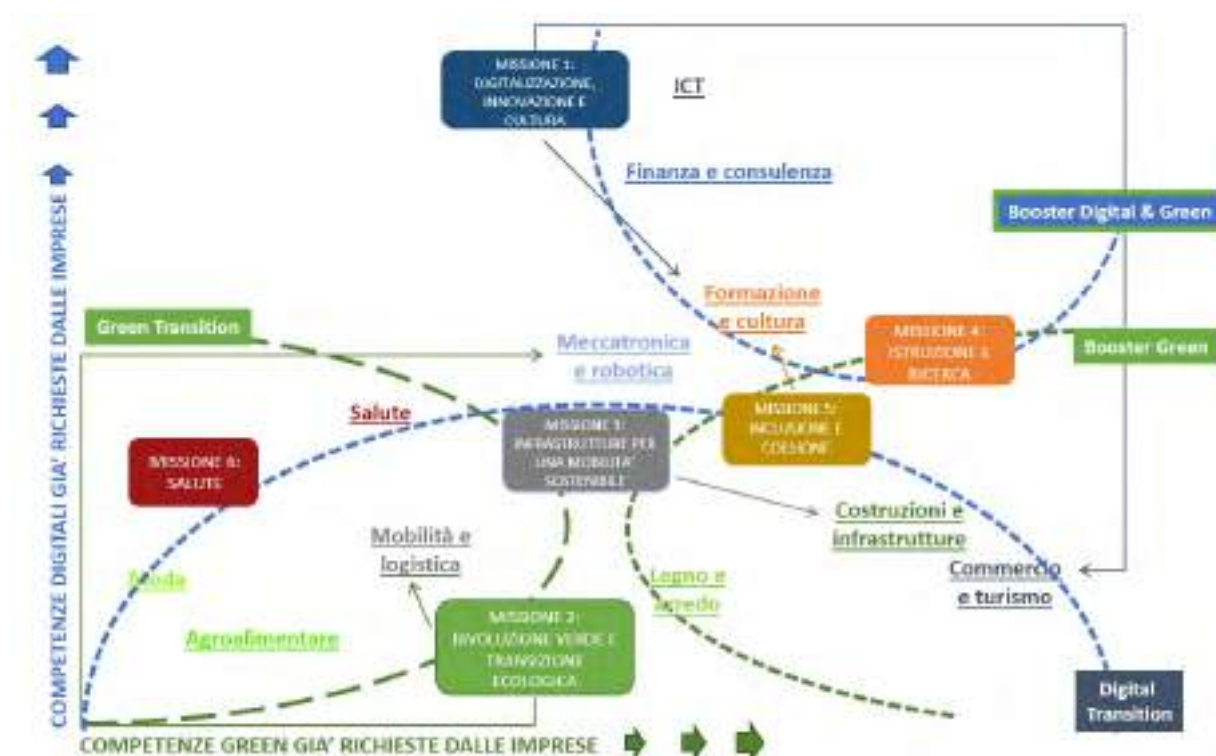 MISSIONE 1:
DIGITALIZZAZIONE,
INNOVAZIONE E
CULTURA
ICT
Finanza e consulenza
Booster Digital & Green
Formazione
e cultura
Green Transition
MISSIONE 4:
ISTRUZIONE E
RICERCA
Booster Green
Meccatronica
e robotica
Salute
MISSIONE 5:
INCLUSIONE E
COESIONE
INFRASTRUTTURE PER
UNA MOBILITA'
SOSTENIBILE
MISSIONE 6:
SALUTE
Costruzioni e
infrastrutture
Mobilità e
logistica
Commercio
e turismo
Moda
Legno e
arredo
Agroalimentare
MISSIONE 2:
RIVOLUZIONE VERDE E
TRANSIZIONE
ECOLOGICA
Digital
Transition
COMPETENZE DIGITALI GIA' RICHIESTE DALLE IMPRESE
COMPETENZE GREEN GIA' RICHIESTE DALLE IMPRESE